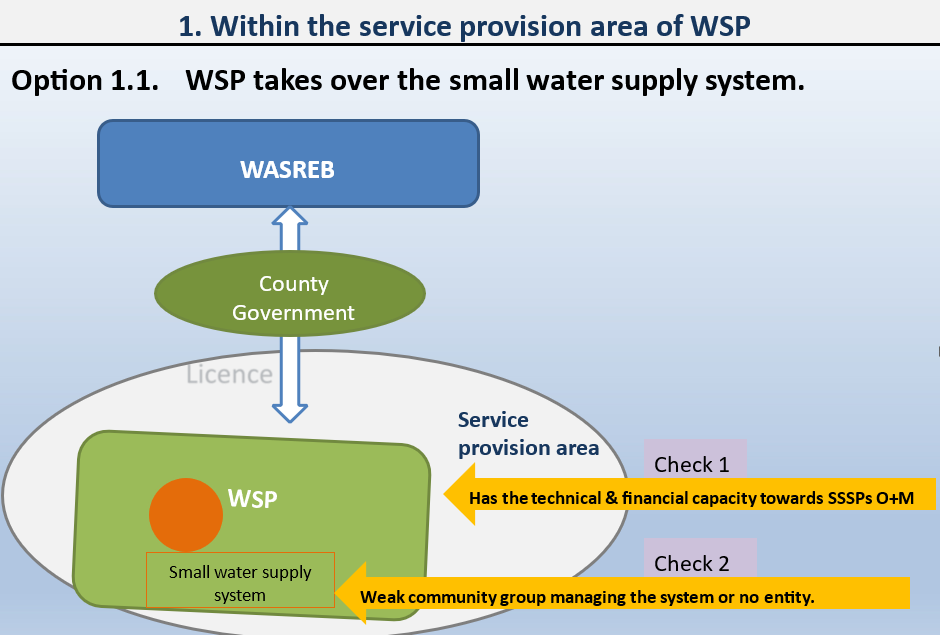 1. Within the service provision area of WSP
Option 1.1. WSP takes over the small water supply system.
WASREB
County
Government
Licence
Service
provision area
Check 1
Has the technical & financial capacity towards SSSPs O+M
WSP
Check 2
Small water supply
system
Weak community group managing the system or no entity.